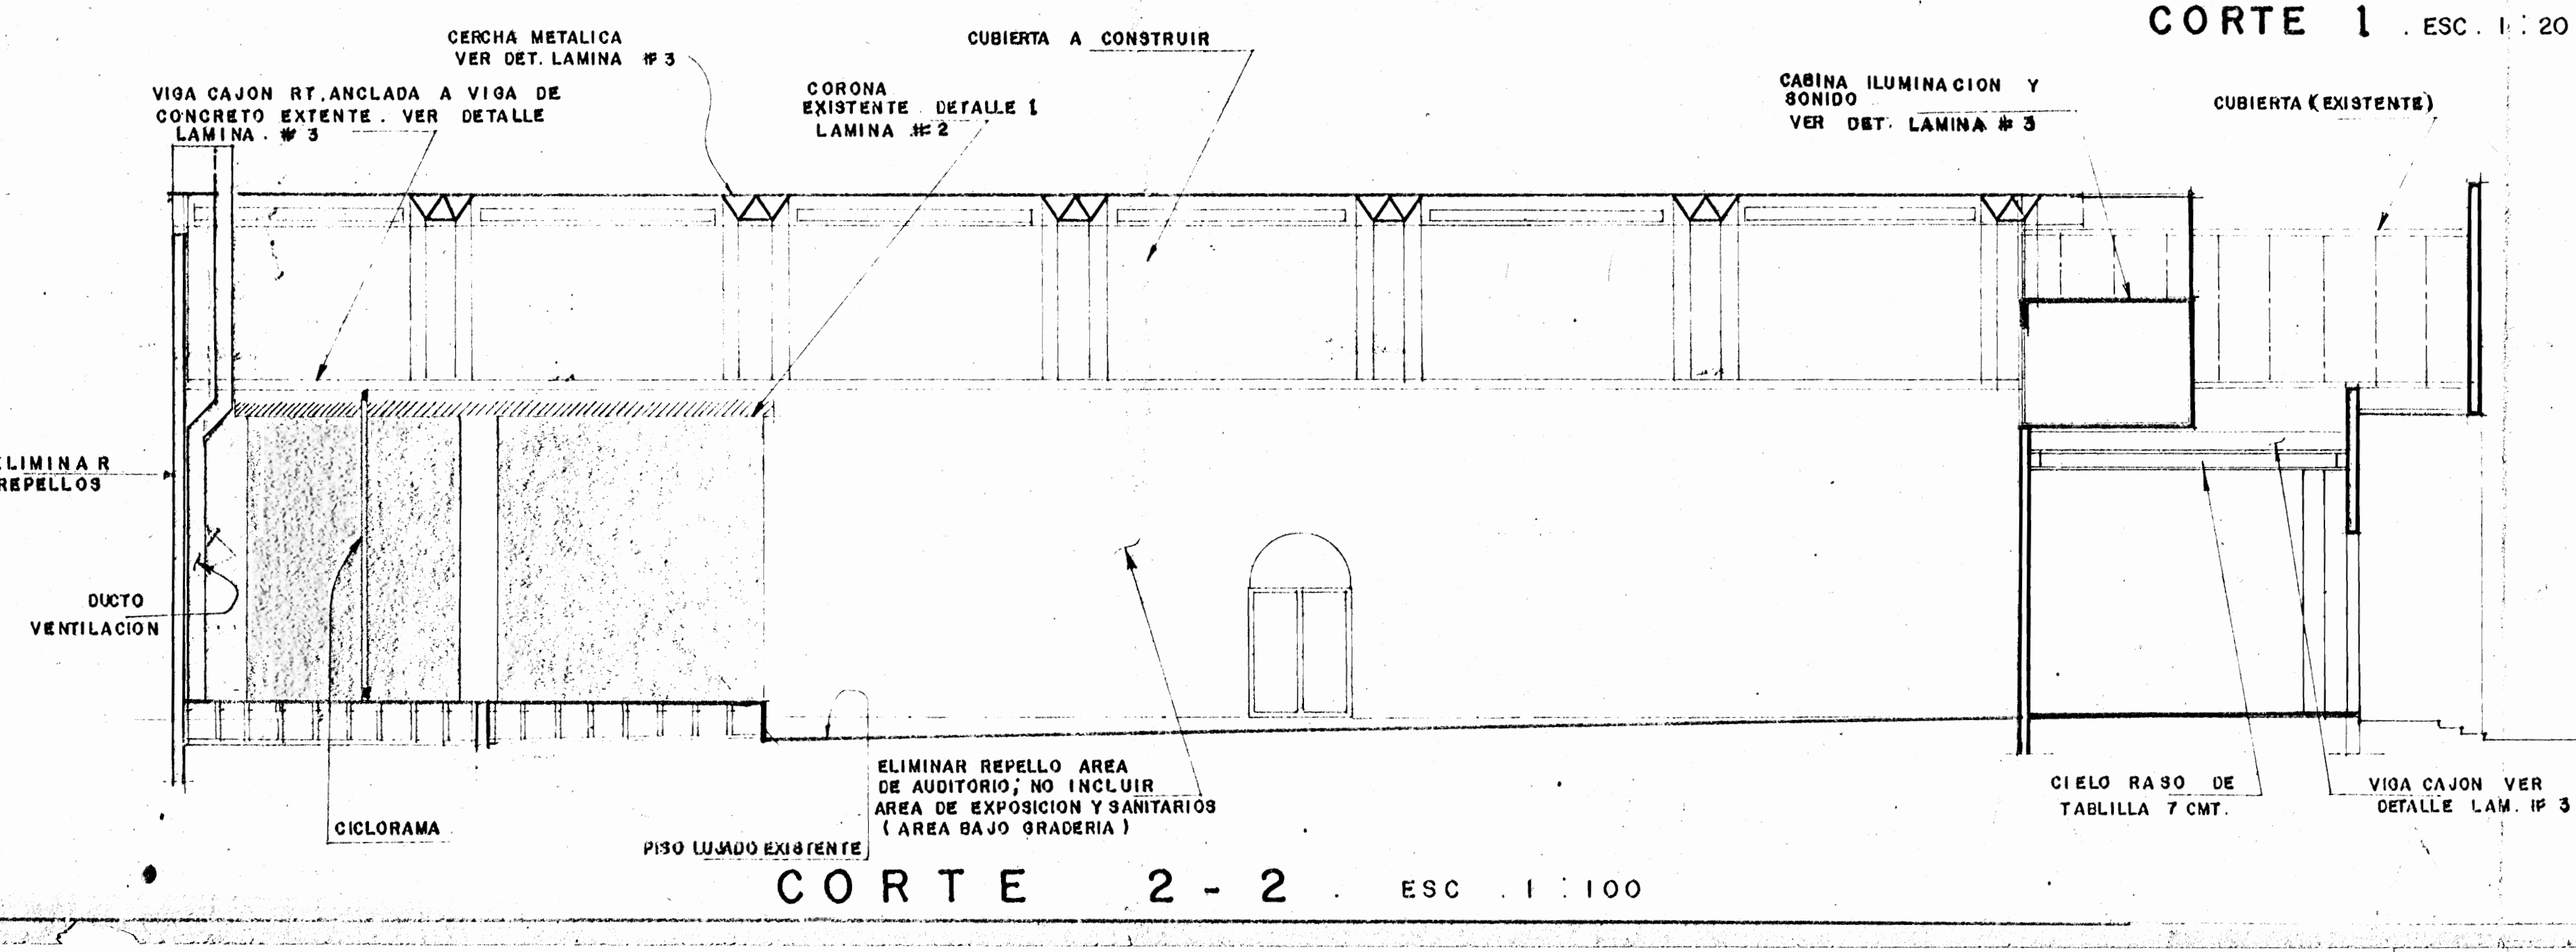 CORTE 1 . ESC. 1 : 20
CERCHA METALICA
VER DET. LAMINA # 3
CUBIERTA A CONSTRUIR
VIGA CAJON RT, ANCLADA A VIGA DE
CONCRETO EXTENTE. VER DETALLE
LAMINA. # 3
CORONA
EXISTENTE DETALLE 1
LAMINA # 2
CABINA ILUMINACION Y
SONIDO
VER DET. LAMINA # 3
CUBIERTA (EXISTENTE)
ELIMINAR
REPELLOS
DUCTO
VENTILACION
CICLORAMA
PISO LUJADO EXISTENTE
ELIMINAR REPELLO AREA
DE AUDITORIO; NO INCLUIR
AREA DE EXPOSICION Y SANITARIOS
( AREA BAJO GRADERIA )
CIELO RASO DE
TABLILLA 7 CMT.
VIGA CAJON VER
DETALLE LAM. # 3
CORTE 2 - 2 . ESC . 1 : 100